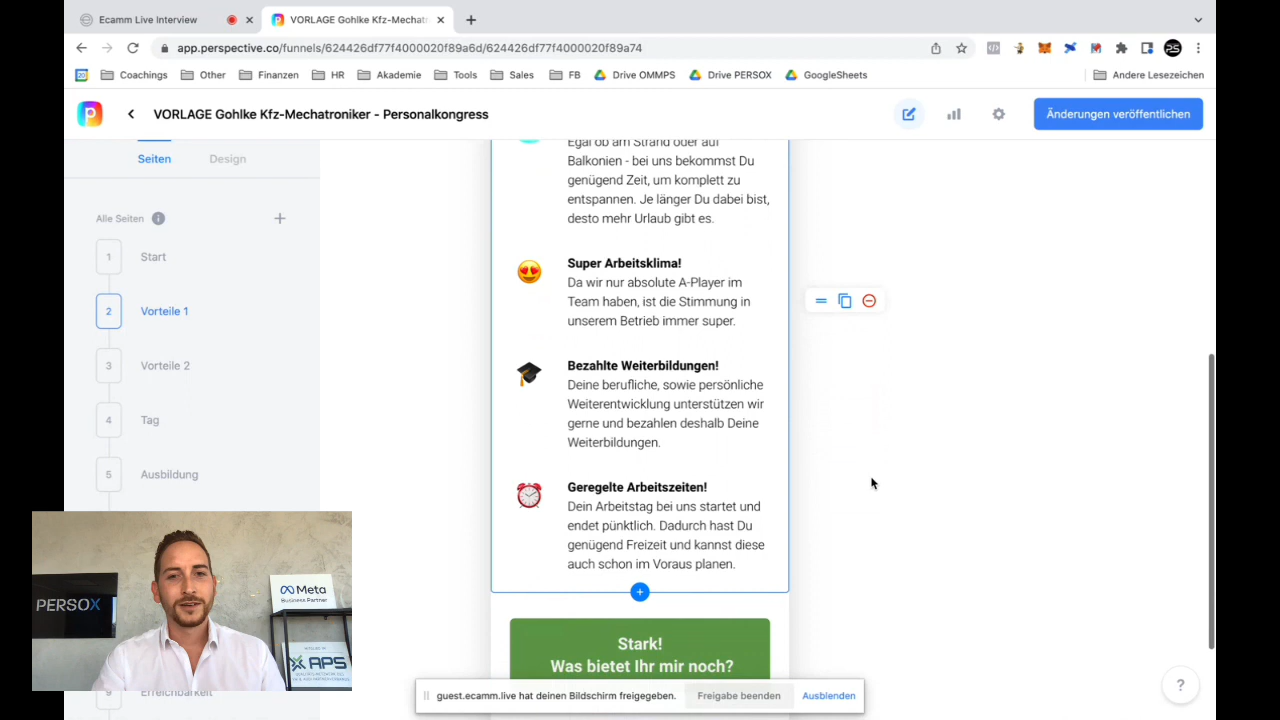 Ecamm Live Interview
VORLAGE Gohlke Kfz-Mechatr
app.perspective.co/funnels/624426df77f4000020f89a6d/624426df77f4000020f89a74
Coachings Other Finanzen HR Akademie Tools Sales FB Drive OMMPS Drive PERSOX GoogleSheets Andere Lesezeichen
VORLAGE Gohlke Kfz-Mechatroniker - Personalkongress
Änderungen veröffentlichen
Seiten Design
Alle Seiten
1 Start
2 Vorteile 1
3 Vorteile 2
4 Tag
5 Ausbildung
9 Erreichbarkeit
Egal ob am Strand oder auf
Balkonien - bei uns bekommst Du
genügend Zeit, um komplett zu
entspannen. Je länger Du dabei bist,
desto mehr Urlaub gibt es.
Super Arbeitsklima!
Da wir nur absolute A-Player im
Team haben, ist die Stimmung in
unserem Betrieb immer super.
Bezahlte Weiterbildungen!
Deine berufliche, sowie persönliche
Weiterentwicklung unterstützen wir
gerne und bezahlen deshalb Deine
Weiterbildungen.
Geregelte Arbeitszeiten!
Dein Arbeitstag bei uns startet und
endet pünktlich. Dadurch hast Du
genügend Freizeit und kannst diese
auch schon im Voraus planen.
Stark!
Was bietet Ihr mir noch?
guest.ecamm.live hat deinen Bildschirm freigegeben. Freigabe beenden Ausblenden
?
PERSOX
Meta
Business Partner
APS